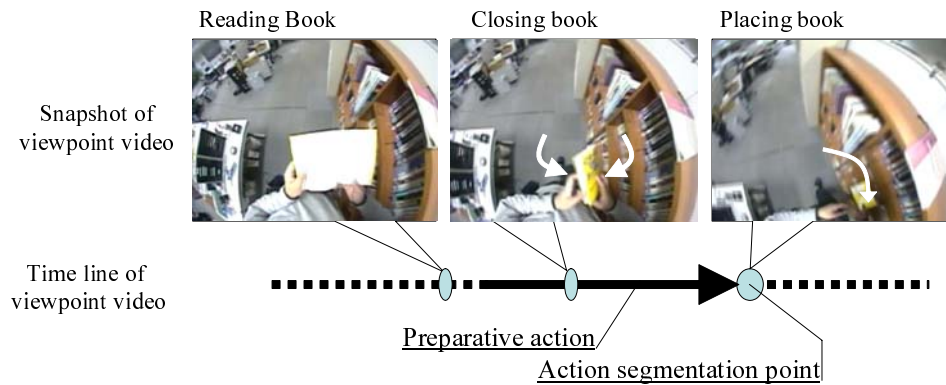 Reading Book
Closing book
Placing book
Snapshot of
viewpoint video
Time line of
viewpoint video
Preparative action
Action segmentation point